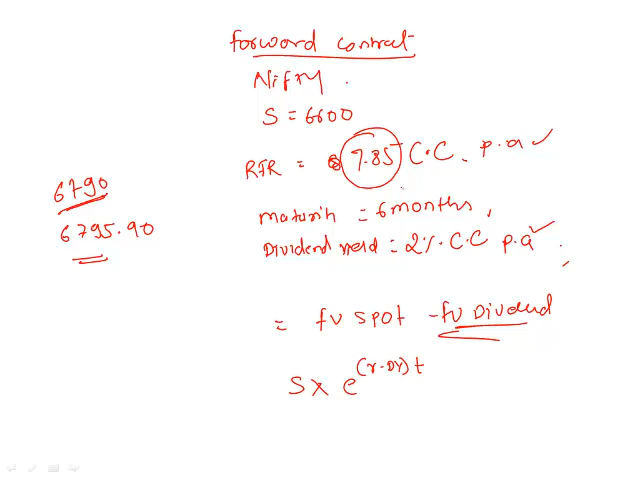 forward contract
Nifty
S = 6600
RFR = 7.85 C.C. p.a ✓
6790
6795.90
maturity = 6 months,
Dividend yield = 2%. C.C p.a ✓
= fv spot - fv Dividend
S x e^(r-DY)t